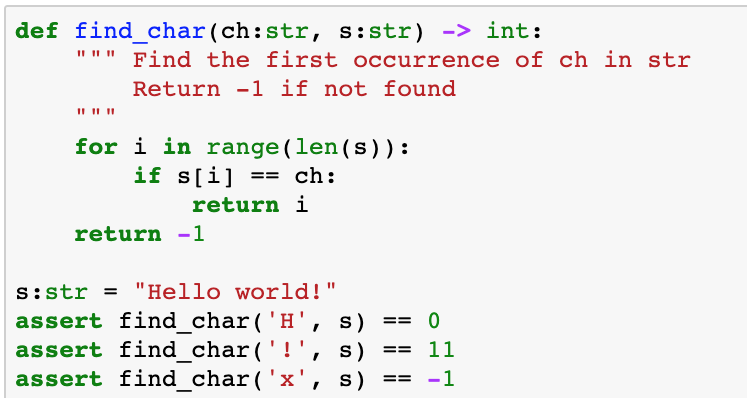 def find_char(ch:str, s:str) -> int:
    """ Find the first occurrence of ch in str
        Return -1 if not found
    """
    for i in range(len(s)):
        if s[i] == ch:
            return i
    return -1

s:str = "Hello world!"
assert find_char('H', s) == 0
assert find_char('!', s) == 11
assert find_char('x', s) == -1